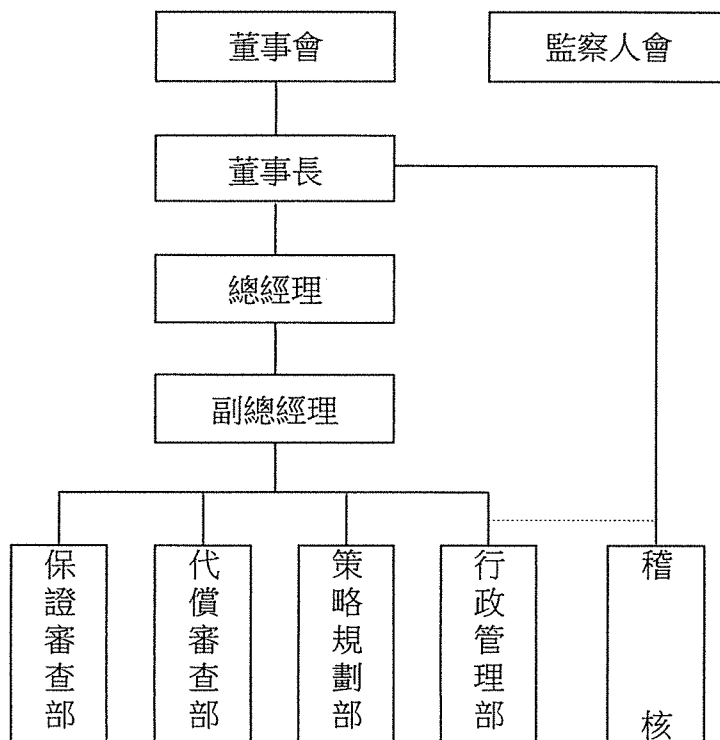 董事會
監察人會
董事長
總經理
副總經理
保證審查部
代償審查部
策略規劃部
行政管理部
稽核